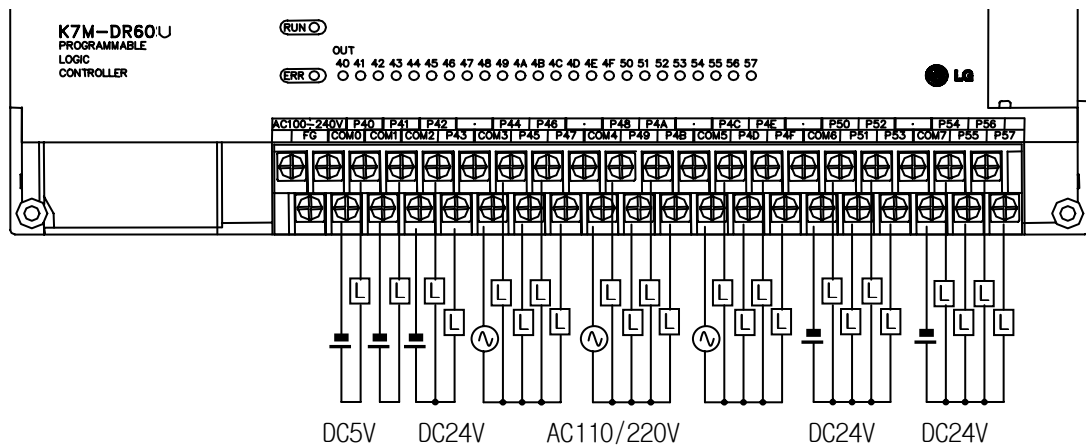 K7M-DR60U
PROGRAMMABLE
LOGIC
CONTROLLER
RUN
ERR
OUT
40 41 42 43 44 45 46 47 48 49 4A 4B 4C 4D 4E 4F 50 51 52 53 54 55 56 57
LG
AC100-240V P40 P41 P42 · P44 P46 · P48 P4A · P4C P4E · P50 P52 · P54 P56
FG COM0 COM1 COM2 P43 COM3 P45 P47 COM4 P49 P4B COM5 P4D P4F COM6 P51 P53 COM7 P55 P57
L L L L L L L L L L
L L L L L L L L L L
DC5V DC24V AC110/220V DC24V DC24V